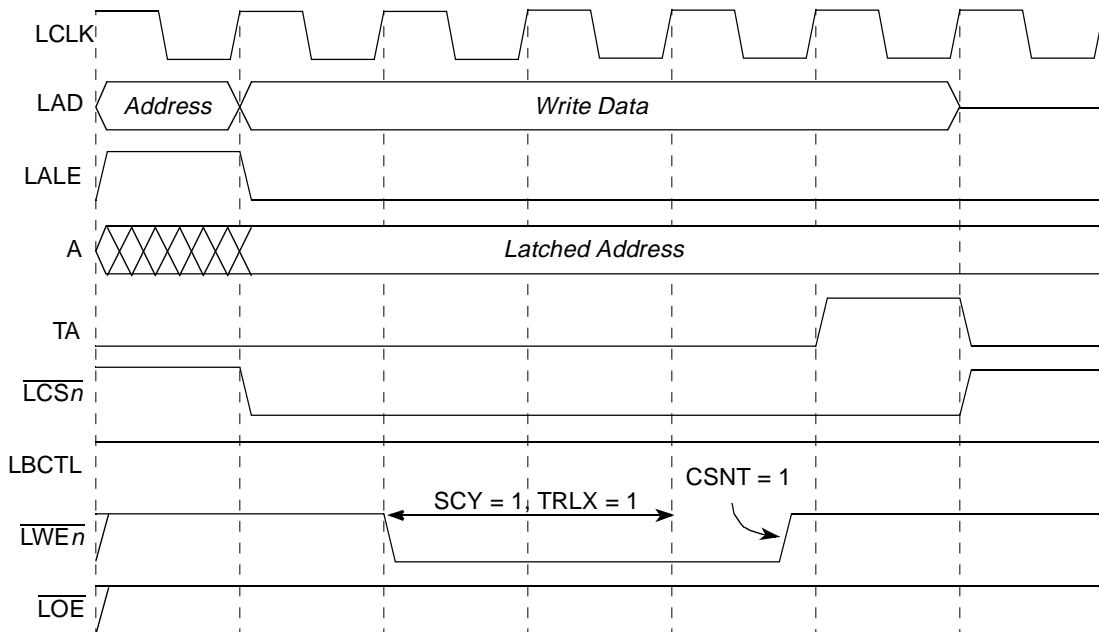 LCLK
LAD
Address
Write Data
LALE
A
Latched Address
TA
LCSn
LBCTL
SCY = 1, TRLX = 1
CSNT = 1
LWEn
LOE